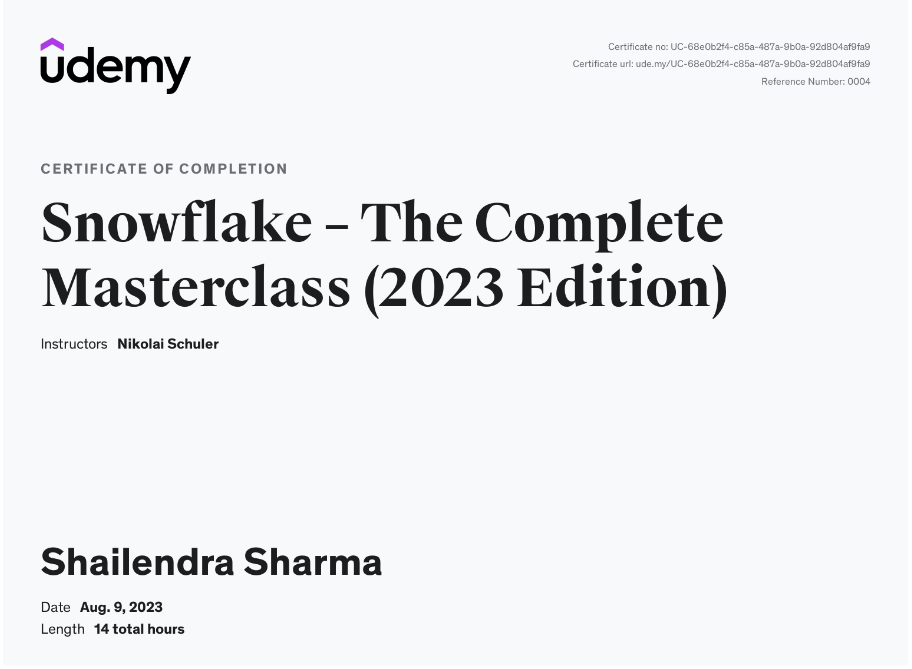 udemy
Certificate no: UC-68e0b2f4-c85a-487a-9b0a-92d804af9fa9
Certificate url: ude.my/UC-68e0b2f4-c85a-487a-9b0a-92d804af9fa9
Reference Number: 0004
CERTIFICATE OF COMPLETION
Snowflake – The Complete
Masterclass (2023 Edition)
Instructors Nikolai Schuler
Shailendra Sharma
Date Aug. 9, 2023
Length 14 total hours